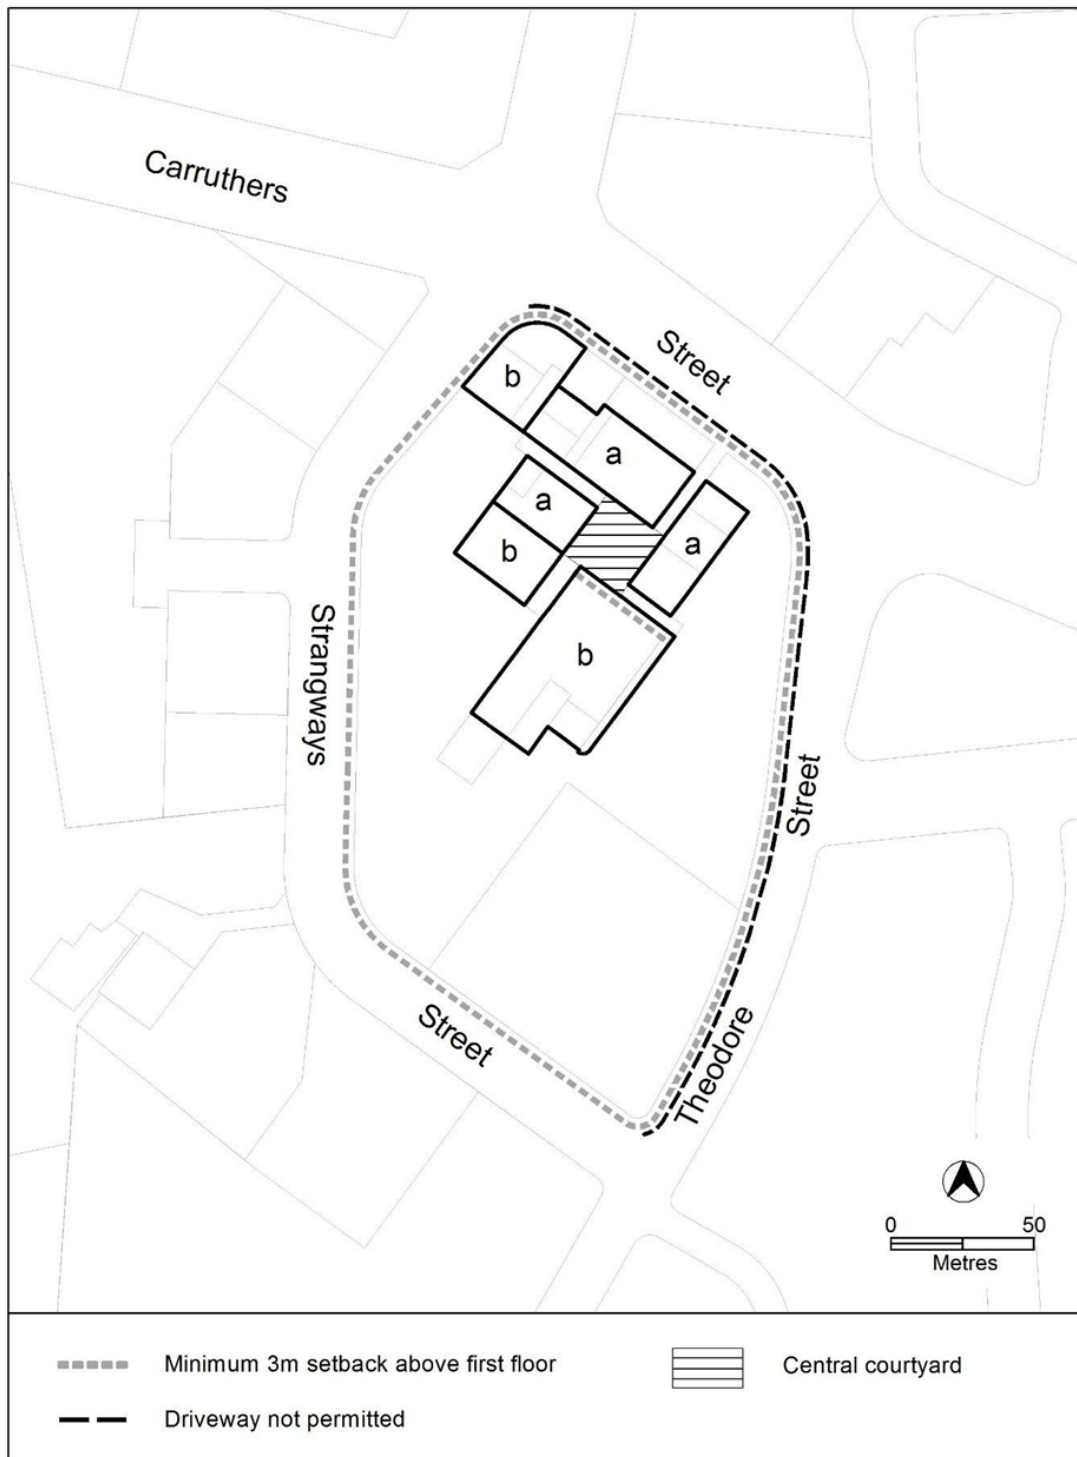 Carruthers
Street
b
a
a
a
b
b
Strangways
Street
Street
Theodore
0 50
Metres
Minimum 3m setback above first floor
Central courtyard
Driveway not permitted